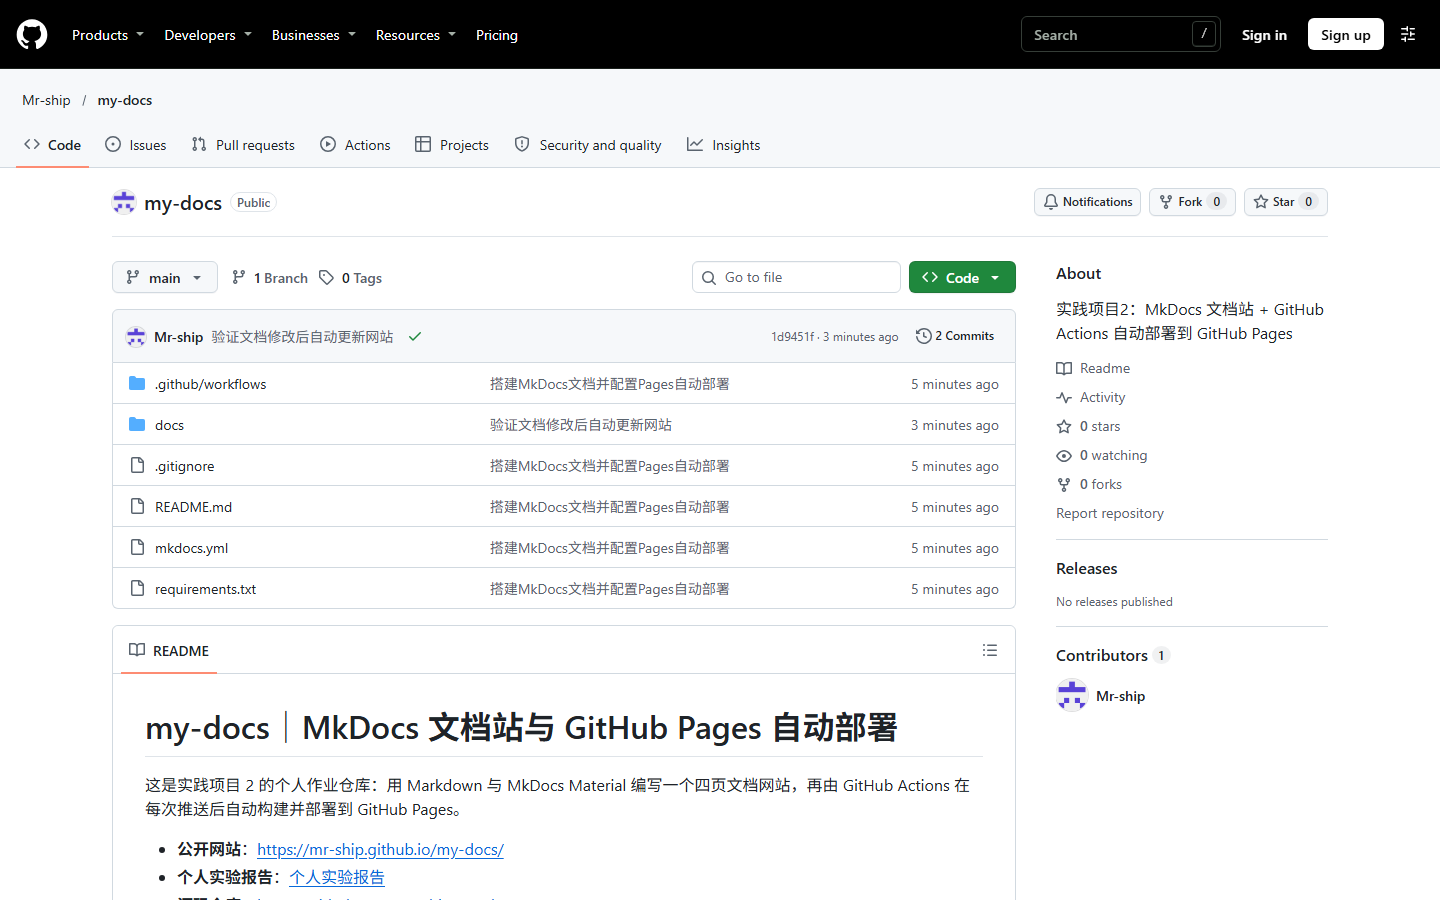 Products Developers Businesses Resources Pricing Search / Sign in Sign up
Mr-ship / my-docs
Code Issues Pull requests Actions Projects Security and quality Insights
my-docs Public Notifications Fork 0 Star 0
main 1 Branch 0 Tags Go to file Code
Mr-ship 验证文档修改后自动更新网站 1d9451f · 3 minutes ago 2 Commits
.github/workflows 搭建MkDocs文档并配置Pages自动部署 5 minutes ago
docs 验证文档修改后自动更新网站 3 minutes ago
.gitignore 搭建MkDocs文档并配置Pages自动部署 5 minutes ago
README.md 搭建MkDocs文档并配置Pages自动部署 5 minutes ago
mkdocs.yml 搭建MkDocs文档并配置Pages自动部署 5 minutes ago
requirements.txt 搭建MkDocs文档并配置Pages自动部署 5 minutes ago
README
my-docs｜MkDocs 文档站与 GitHub Pages 自动部署
这是实践项目 2 的个人作业仓库：用 Markdown 与 MkDocs Material 编写一个四页文档网站，再由 GitHub Actions 在
每次推送后自动构建并部署到 GitHub Pages。
公开网站：https://mr-ship.github.io/my-docs/
个人实验报告：个人实验报告
About
实践项目2：MkDocs 文档站 + GitHub
Actions 自动部署到 GitHub Pages
Readme
Activity
0 stars
0 watching
0 forks
Report repository
Releases
No releases published
Contributors 1
Mr-ship